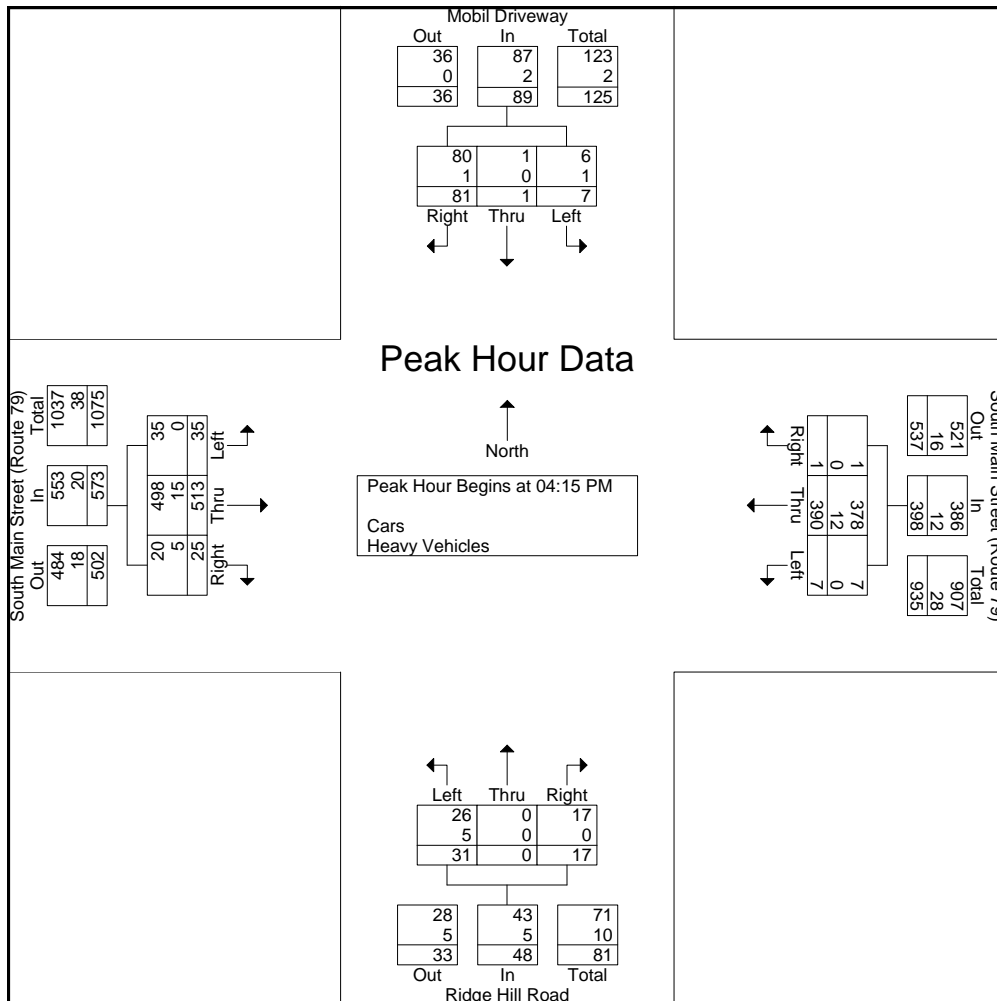 Mobil Driveway
Out In Total
36 87 123
0 2 2
36 89 125
80 1 6
1 0 1
81 1 7
Right Thru Left
Peak Hour Data
North
Peak Hour Begins at 04:15 PM
Cars
Heavy Vehicles
South Main Street (Route 79)
Out In Total
484 553 1037
18 20 38
502 573 1075
20 498 35
5 15 0
25 513 35
Right Thru Left
South Main Street (Route 79)
Out In Total
521 386 907
16 12 28
537 398 935
1 378 7
0 12 0
1 390 7
Right Thru Left
Left Thru Right
26 0 17
5 0 0
31 0 17
28 43 71
5 5 10
33 48 81
Out In Total
Ridge Hill Road